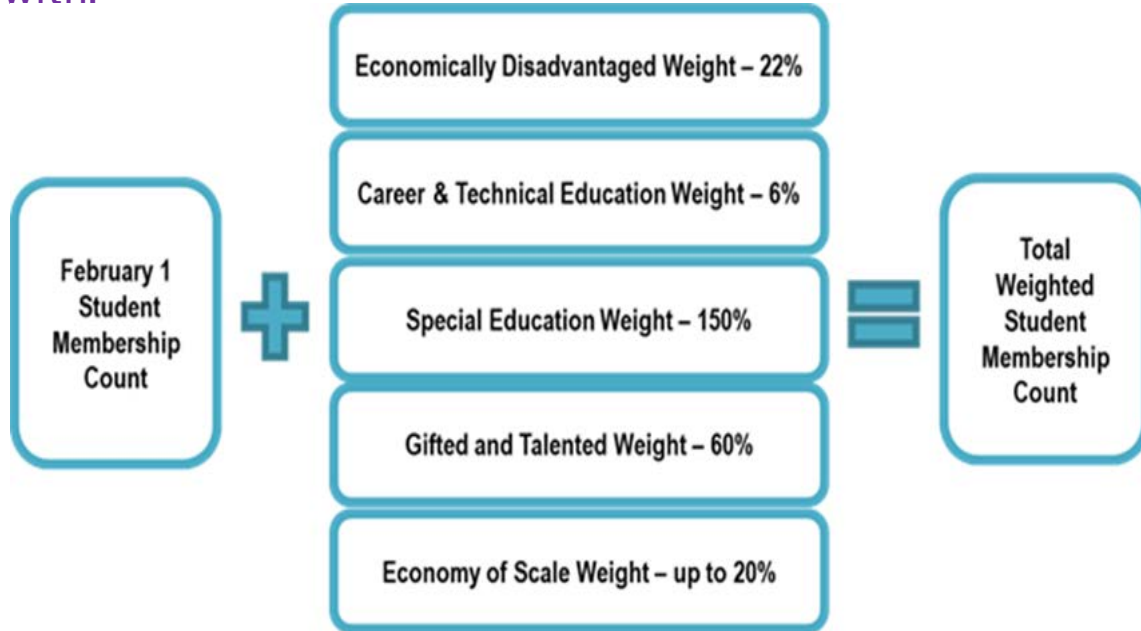 February 1
Student
Membership
Count
Economically Disadvantaged Weight – 22%
Career & Technical Education Weight – 6%
Special Education Weight – 150%
Gifted and Talented Weight – 60%
Economy of Scale Weight – up to 20%
Total
Weighted
Student
Membership
Count